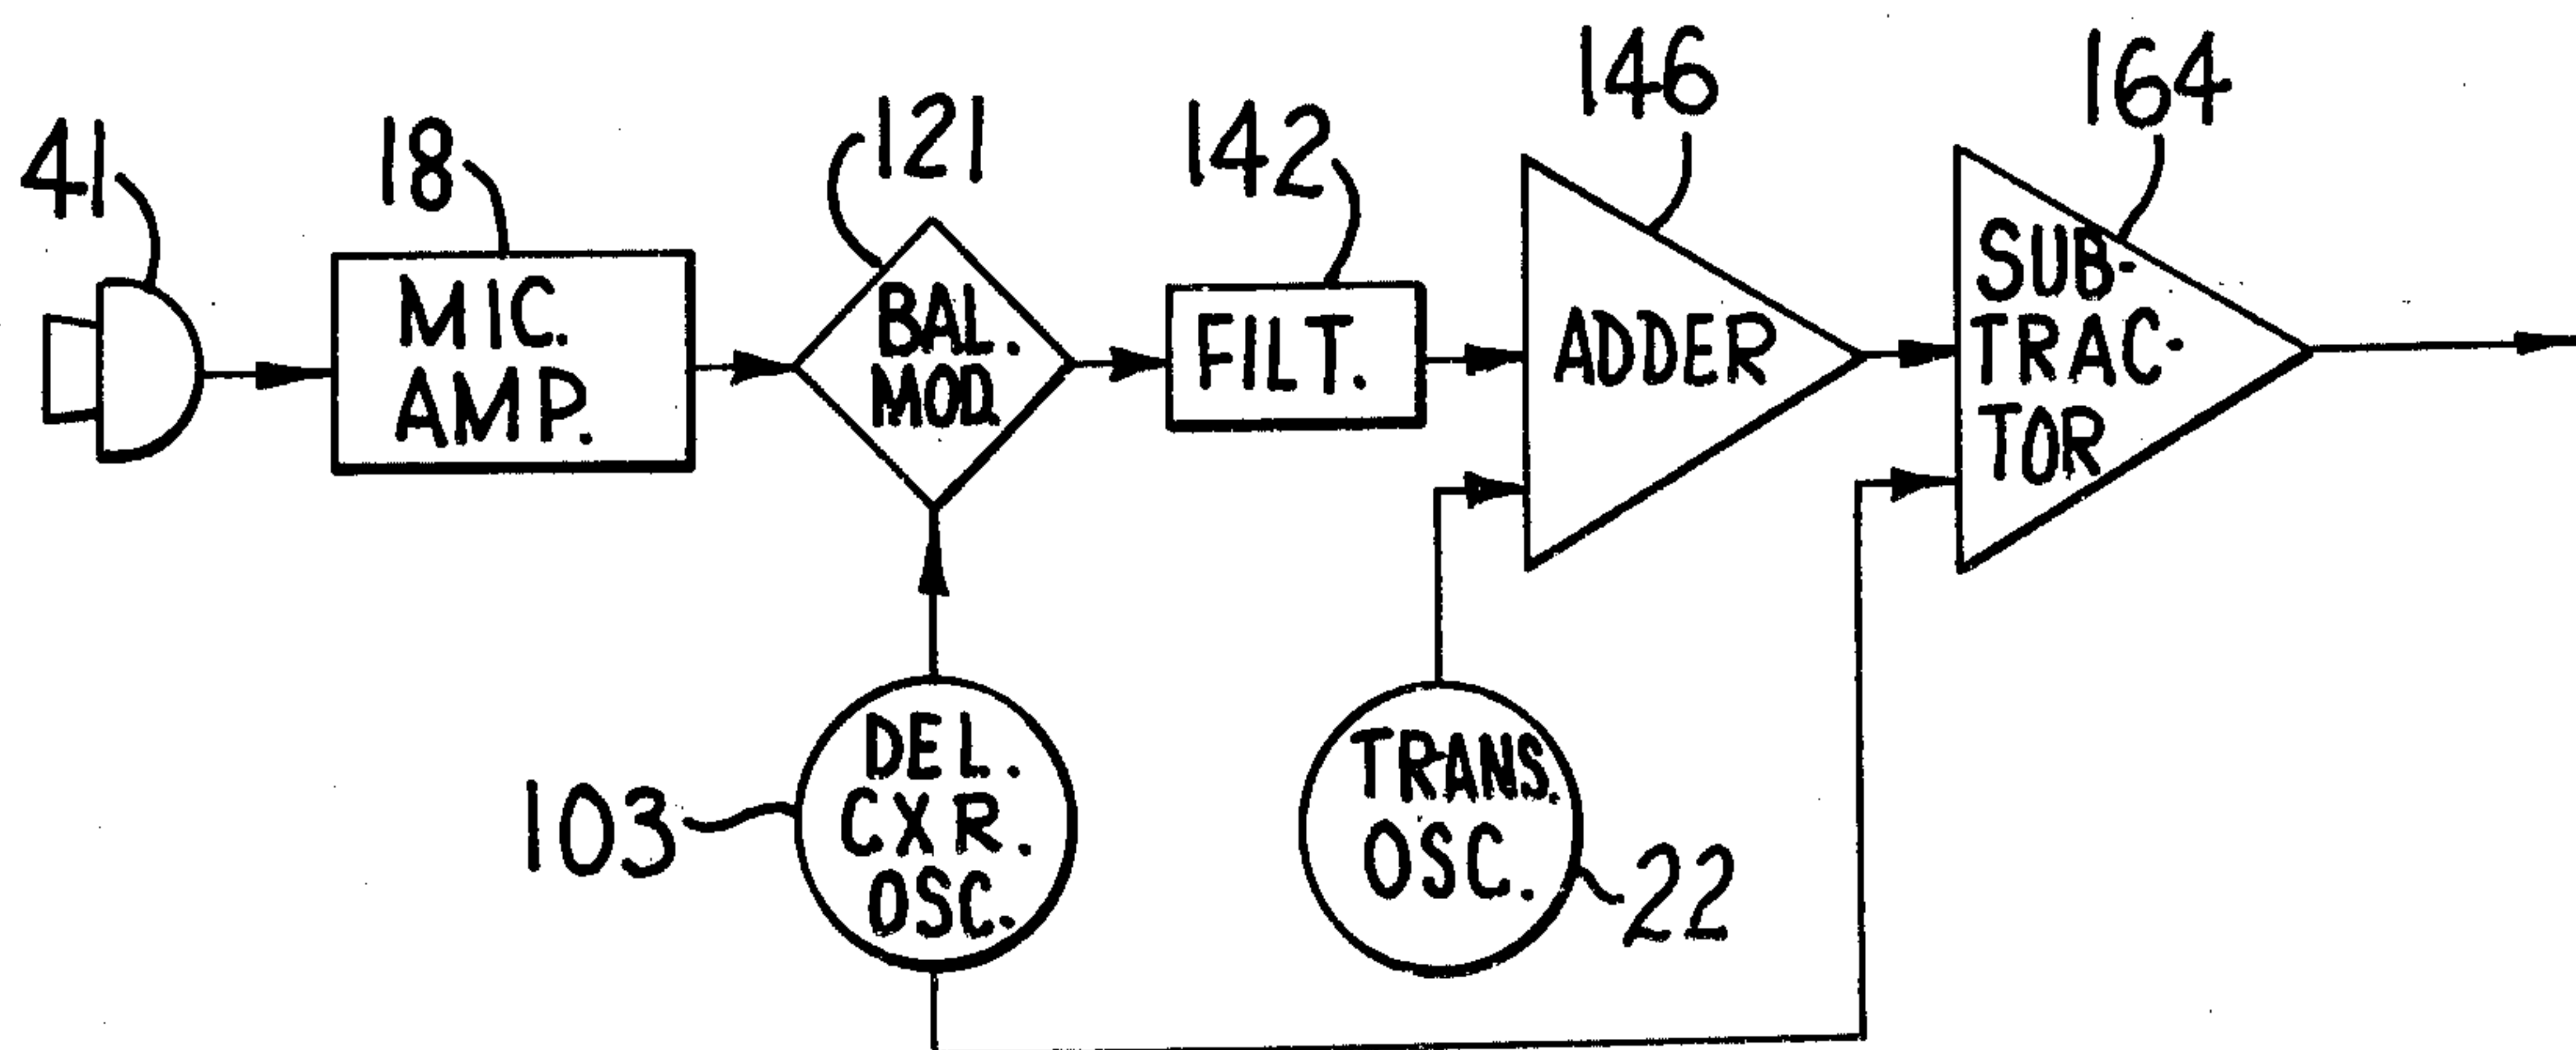 41
18
121
142
146
164
MIC.
AMP.
BAL.
MOD.
FILT.
ADDER
SUB-
TRAC-
TOR
103
DEL.
CXR.
OSC.
TRANS.
OSC.
22